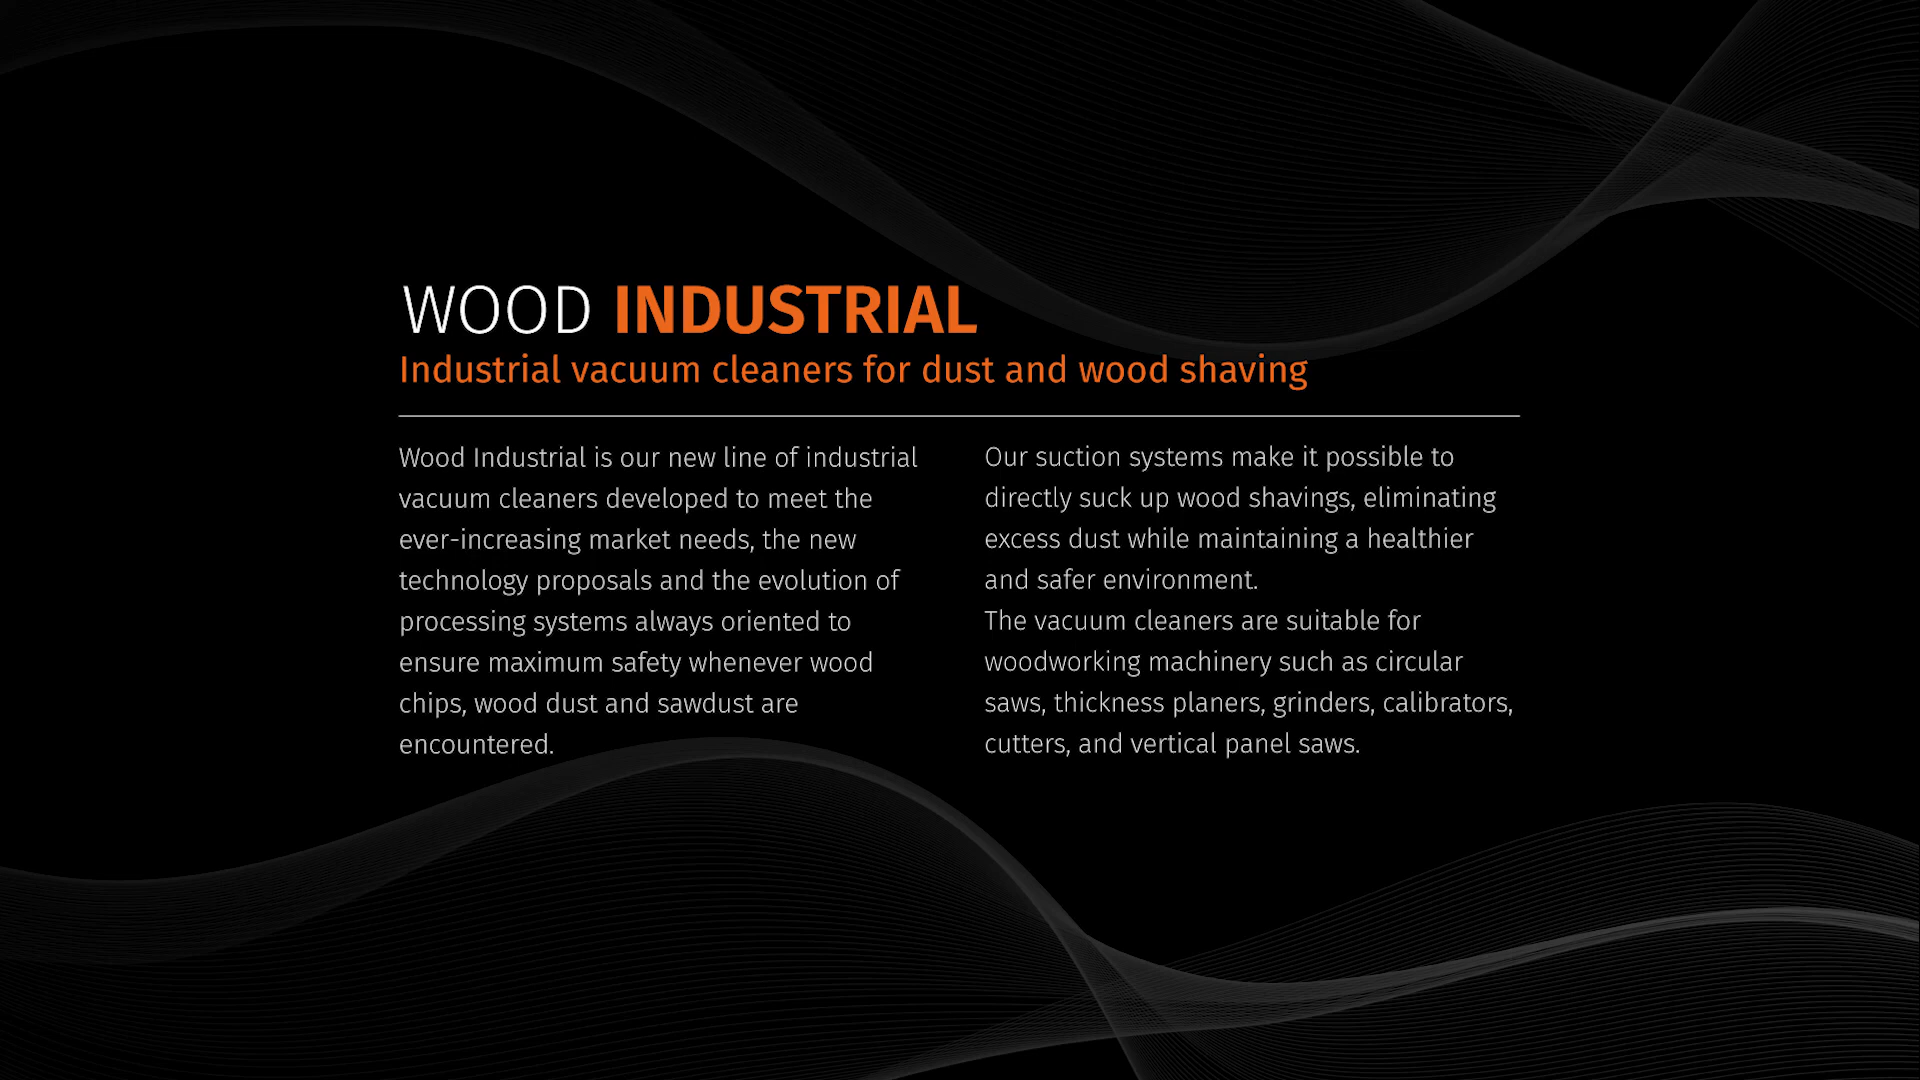 WOOD INDUSTRIAL
Industrial vacuum cleaners for dust and wood shaving
Wood Industrial is our new line of industrial
vacuum cleaners developed to meet the
ever-increasing market needs, the new
technology proposals and the evolution of
processing systems always oriented to
ensure maximum safety whenever wood
chips, wood dust and sawdust are
encountered.
Our suction systems make it possible to
directly suck up wood shavings, eliminating
excess dust while maintaining a healthier
and safer environment.
The vacuum cleaners are suitable for
woodworking machinery such as circular
saws, thickness planers, grinders, calibrators,
cutters, and vertical panel saws.